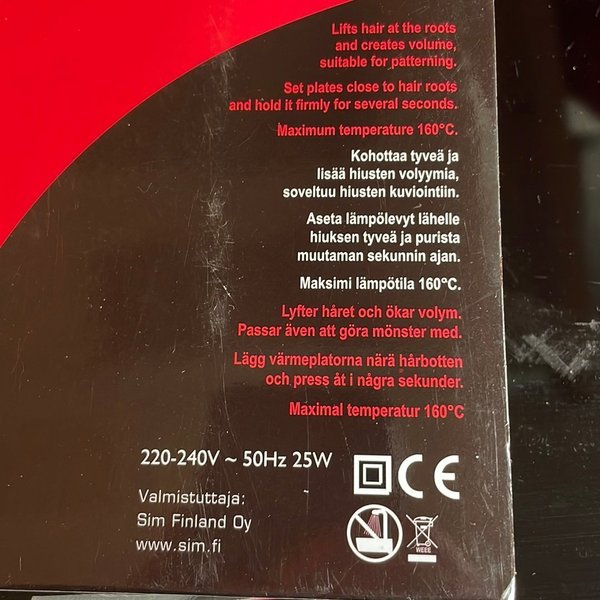 Lifts hair at the roots
and creates volume,
suitable for patterning.
Set plates close to hair roots
and hold it firmly for several seconds.
Maximum temperature 160°C.
Kohottaa tyveä ja
lisää hiusten volyymia,
soveltuu hiusten kuviointiin.
Aseta lämpölevyt lähelle
hiuksen tyveä ja purista
muutaman sekunnin ajan.
Maksimi lämpötila 160°C.
Lyfter håret och ökar volym.
Passar även att göra mönster med.
Lägg värmeplatorna närä hårbotten
och press åt i några sekunder.
Maximal temperatur 160°C
220-240V ~ 50Hz 25W
CE
Valmistuttaja:
Sim Finland Oy
www.sim.fi
WEEE